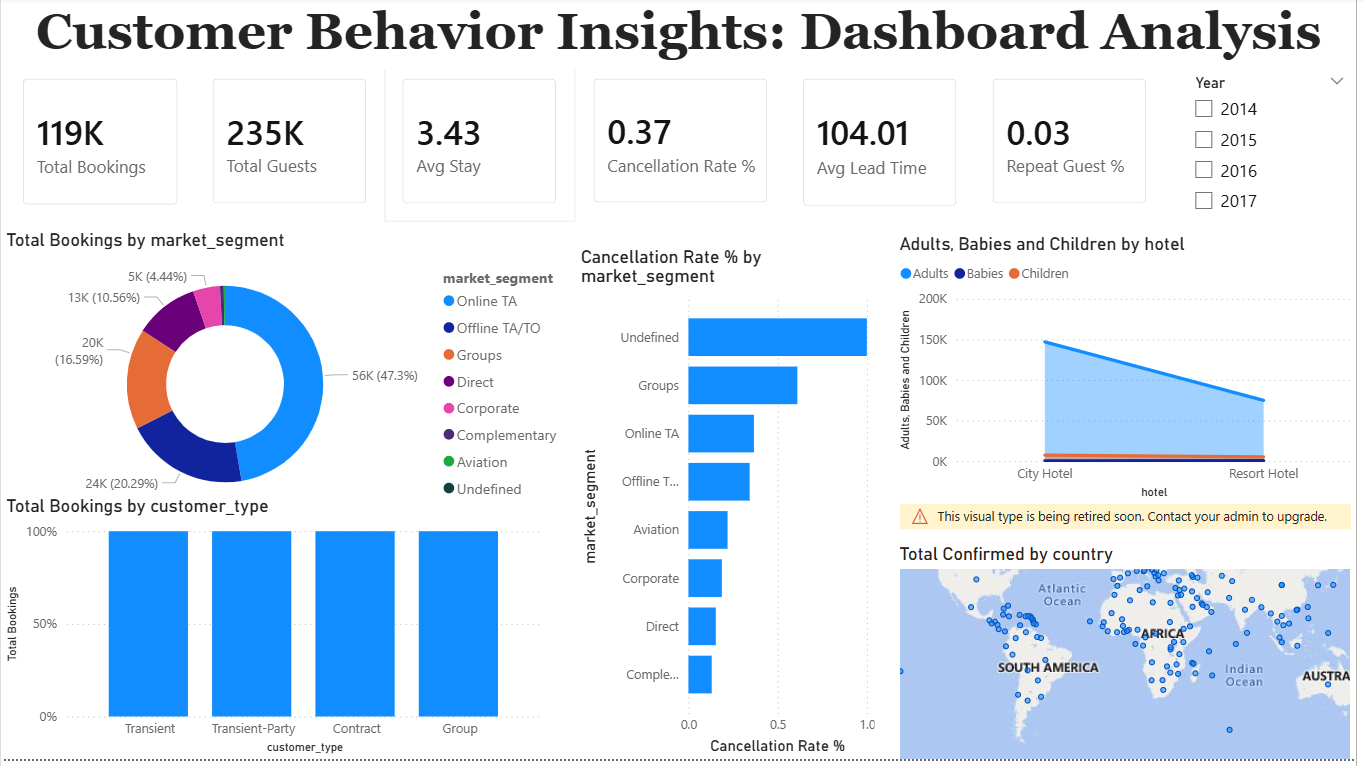 Customer Behavior Insights: Dashboard Analysis
119K
Total Bookings
235K
Total Guests
3.43
Avg Stay
0.37
Cancellation Rate %
104.01
Avg Lead Time
0.03
Repeat Guest %
Year
2014
2015
2016
2017
Total Bookings by market_segment
5K (4.44%)
13K (10.56%)
20K
(16.59%)
24K (20.29%)
56K (47.3%)
market_segment
Online TA
Offline TA/TO
Groups
Direct
Corporate
Complementary
Aviation
Undefined
Total Bookings by customer_type
Total Bookings
100%
50%
0%
Transient
Transient-Party
Contract
Group
customer_type
Cancellation Rate % by
market_segment
market_segment
Undefined
Groups
Online TA
Offline T...
Aviation
Corporate
Direct
Comple...
0.0
0.5
1.0
Cancellation Rate %
Adults, Babies and Children by hotel
Adults
Babies
Children
Adults, Babies and Children
200K
150K
100K
50K
0K
City Hotel
Resort Hotel
hotel
This visual type is being retired soon. Contact your admin to upgrade.
Total Confirmed by country
Atlantic
Ocean
AFRICA
SOUTH AMERICA
Indian
Ocean
AUSTRA